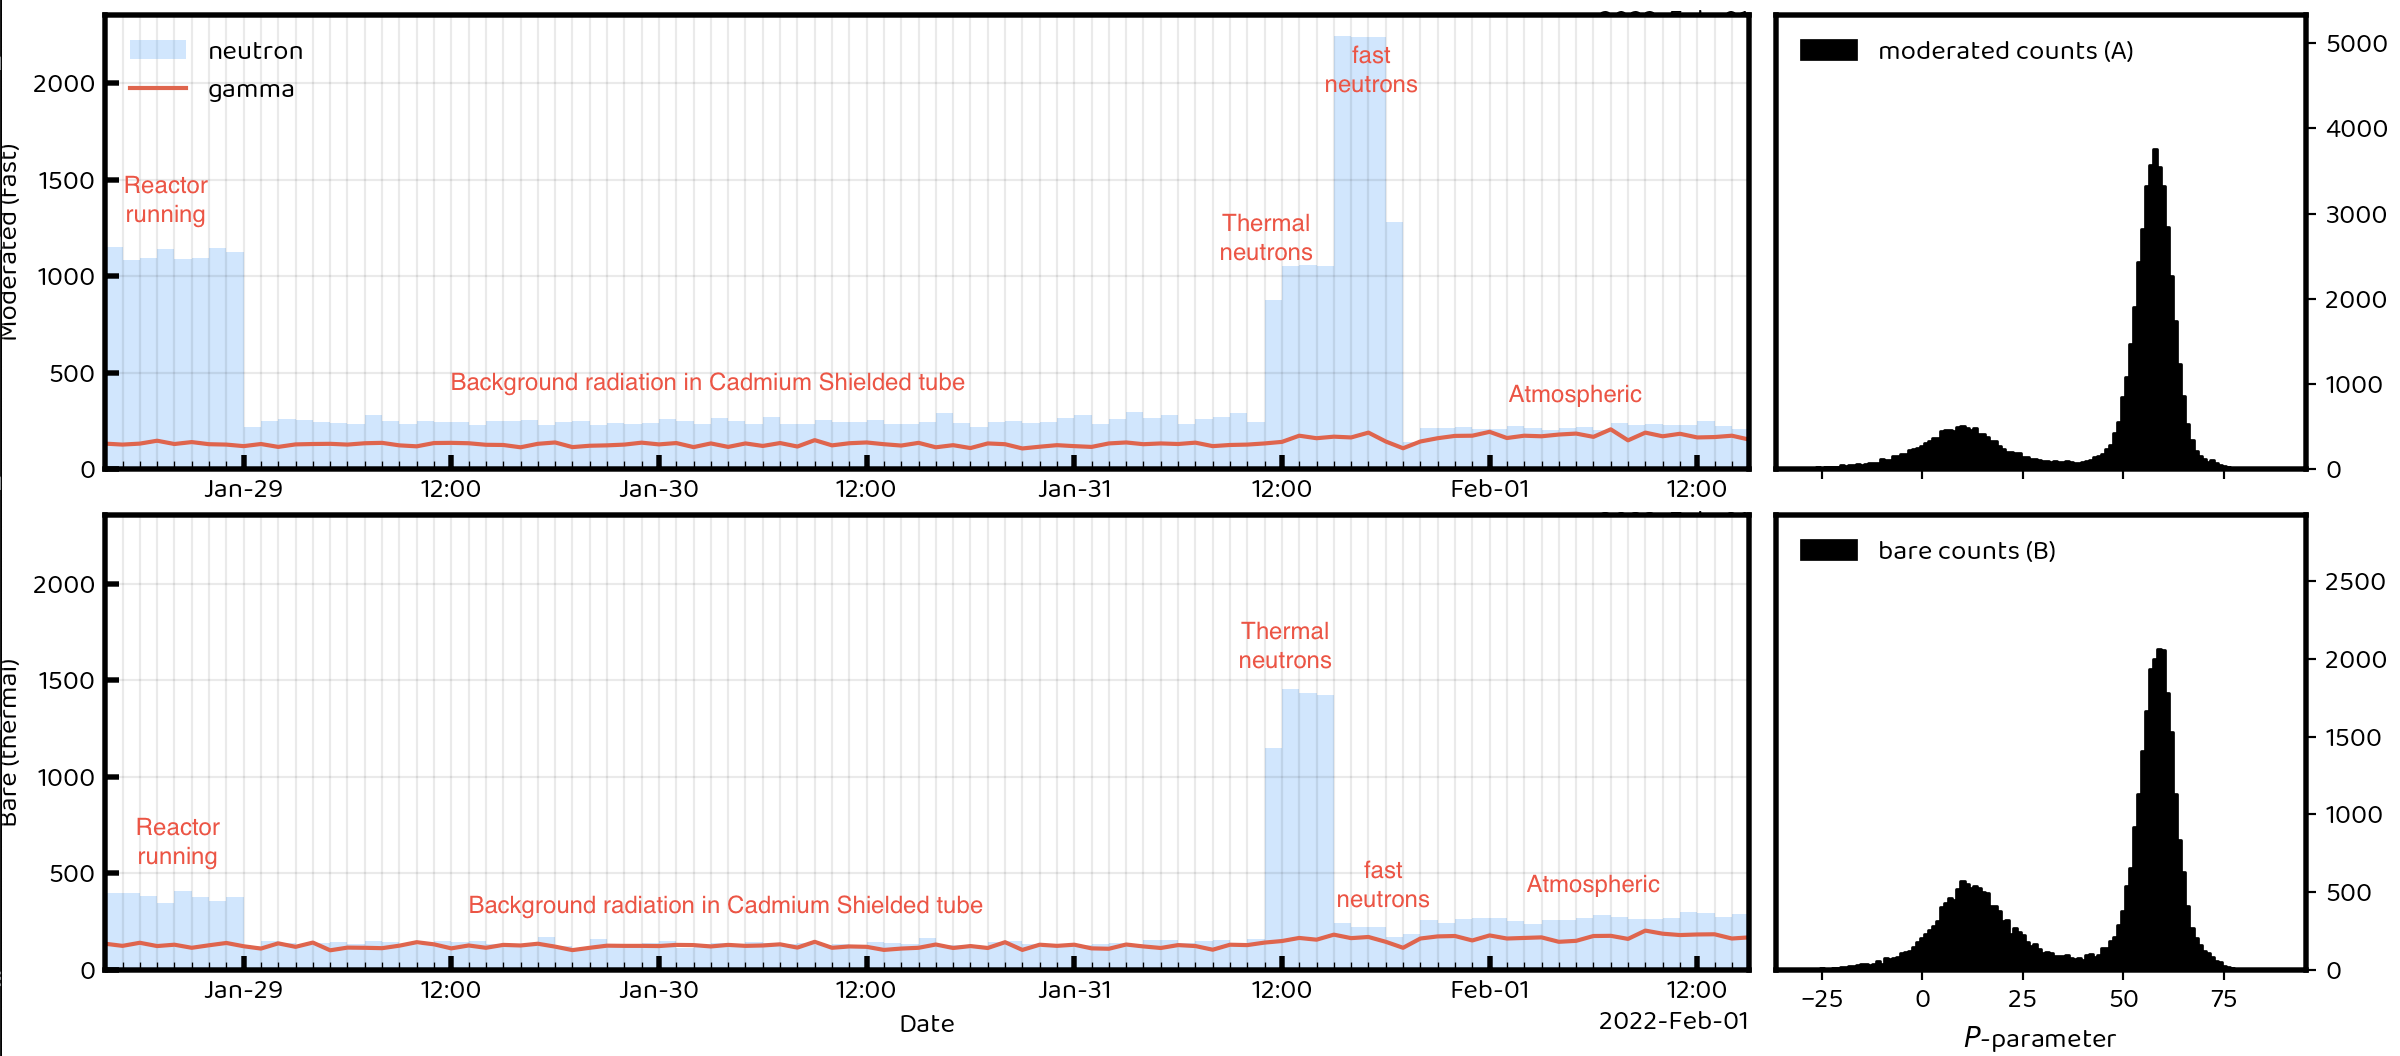 neutron
gamma
Moderated (Fast)
2000
1500
1000
500
0
Reactor
running
Background radiation in Cadmium Shielded tube
Thermal
neutrons
fast
neutrons
Atmospheric
Jan-29
12:00
Jan-30
12:00
Jan-31
12:00
Feb-01
12:00
moderated counts (A)
5000
4000
3000
2000
1000
0
Bare (thermal)
2000
1500
1000
500
0
Reactor
running
Background radiation in Cadmium Shielded tube
Thermal
neutrons
fast
neutrons
Atmospheric
Jan-29
12:00
Jan-30
12:00
Jan-31
12:00
Feb-01
12:00
Date
2022-Feb-01
bare counts (B)
2500
2000
1500
1000
500
0
−25
0
25
50
75
P-parameter